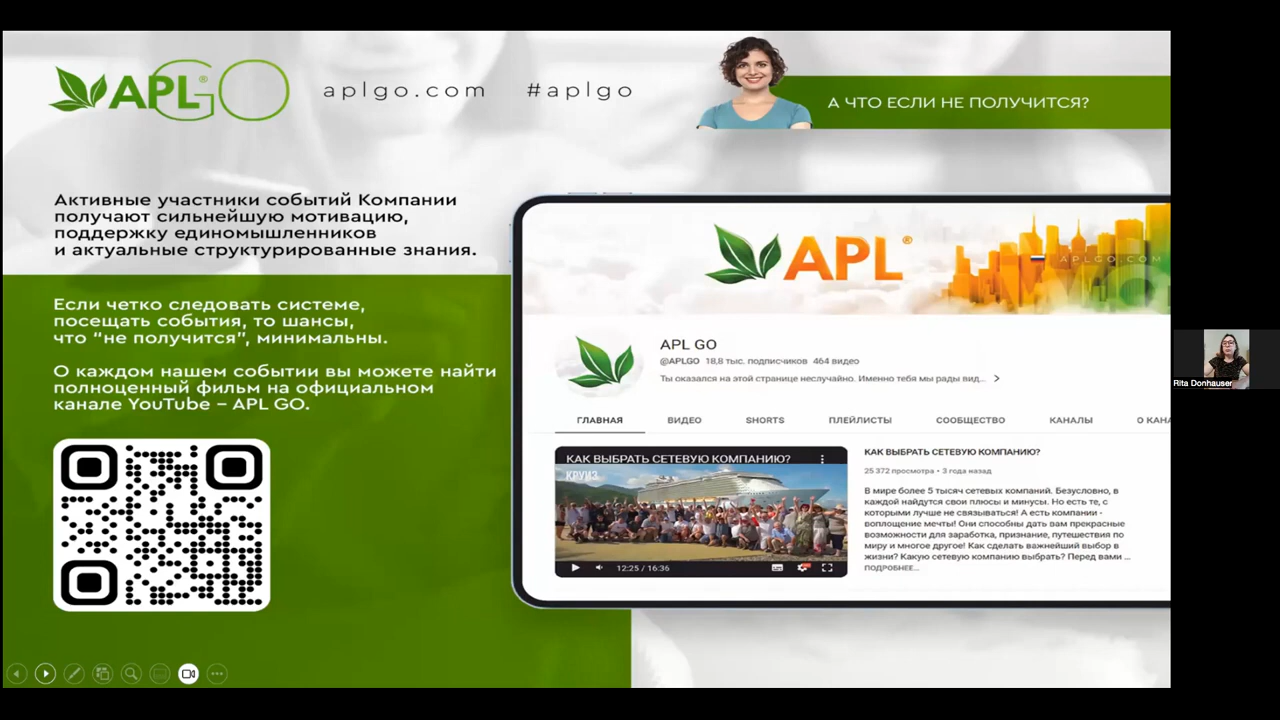 APL® GO
aplgo.com
#aplgo
А ЧТО ЕСЛИ НЕ ПОЛУЧИТСЯ?
Активные участники событий Компании
получают сильнейшую мотивацию,
поддержку единомышленников
и актуальные структурированные знания.
Если четко следовать системе,
посещать события, то шансы,
что “не получится”, минимальны.
О каждом нашем событии вы можете найти
полноценный фильм на официальном
канале YouTube – APL GO.
APL®
APLGO.COM
APL GO
@APLGO 18,8 тыс. подписчиков 464 видео
Ты оказался на этой странице неслучайно. Именно тебя мы рады вид...
ГЛАВНАЯ ВИДЕО SHORTS ПЛЕЙЛИСТЫ СООБЩЕСТВО КАНАЛЫ О КАНА
КАК ВЫБРАТЬ СЕТЕВУЮ КОМПАНИЮ?
КРУИЗ
12:25 / 16:36
КАК ВЫБРАТЬ СЕТЕВУЮ КОМПАНИЮ?
25 372 просмотра • 3 года назад
В мире более 5 тысяч сетевых компаний. Безусловно, в
каждой найдутся свои плюсы и минусы. Но есть те, с
которыми лучше не связываться! А есть компании -
воплощение мечты! Они способны дать вам прекрасные
возможности для заработка, признание, путешествия по
миру и многое другое! Как сделать важнейший выбор в
жизни? Какую сетевую компанию выбрать? Перед вами ...
ПОДРОБНЕЕ...
Rita Donhauser